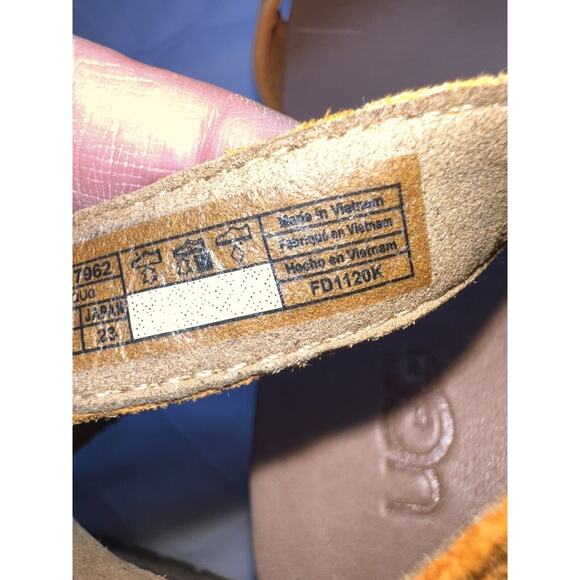 7962
JAPAN
23
Made in Vietnam
Fabriqué en Vietnam
Hecho en Vietnam
FD1120K
UGG